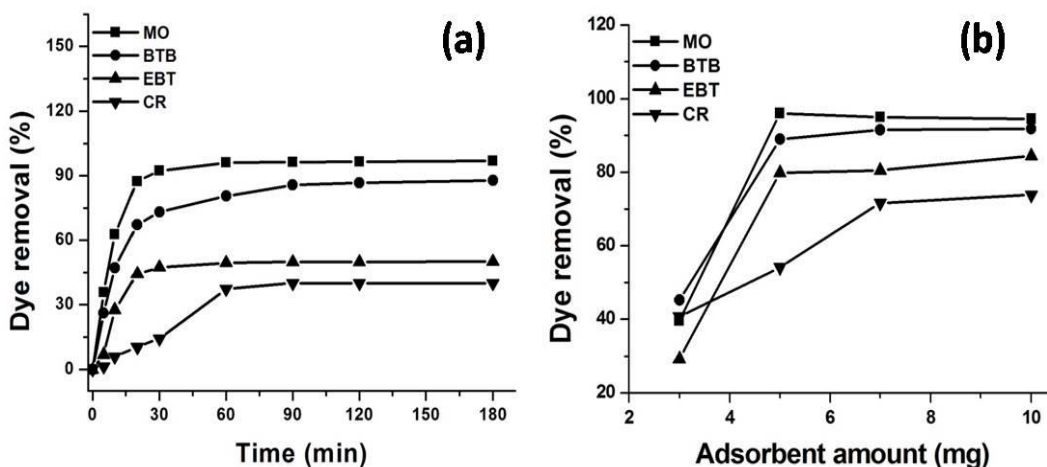 (a)
MO
BTB
EBT
CR
Dye removal (%)
150
120
90
60
30
0
0 30 60 90 120 150 180
Time (min)
(b)
MO
BTB
EBT
CR
Dye removal (%)
120
100
80
60
40
20
2 4 6 8 10
Adsorbent amount (mg)